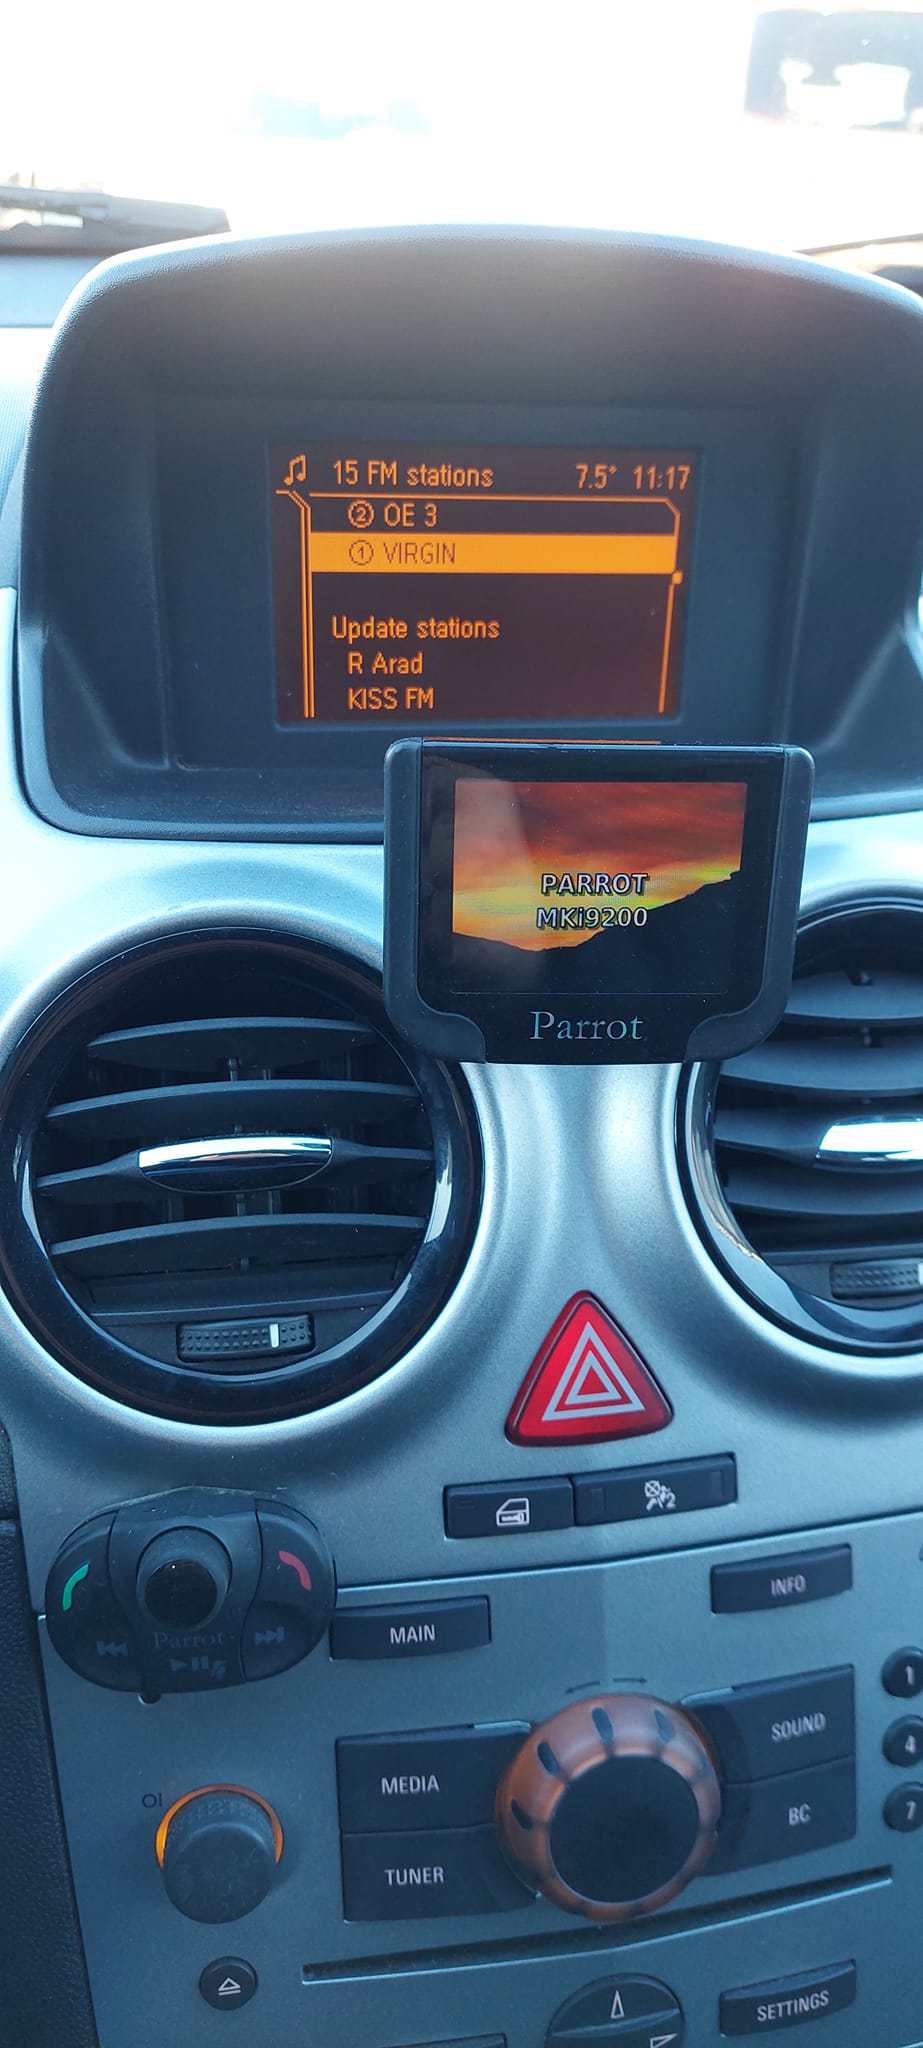 15 FM stations 7.5° 11:17
② OE 3
① VIRGIN
Update stations
R Arad
KISS FM
PARROT
MKi9200
Parrot
2
Parrot
MAIN
INFO
1
SOUND
MEDIA
4
BC
7
TUNER
SETTINGS